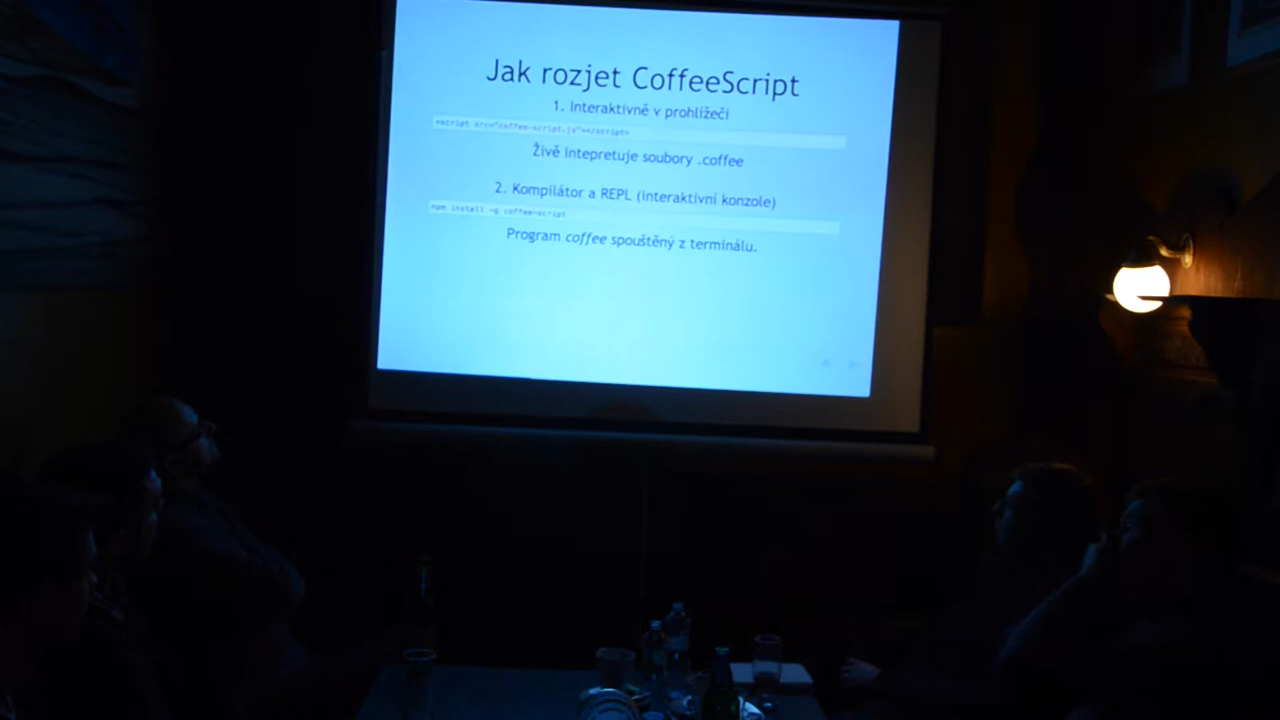 Jak rozjet CoffeeScript
1. Interaktivně v prohlížeči
<script src="coffee-script.js"></script>
Živě intepretuje soubory .coffee
2. Kompilátor a REPL (interaktivní konzole)
npm install -g coffee-script
Program coffee spouštěný z terminálu.